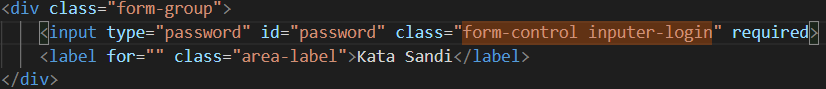 <div class="form-group">
<input type="password" id="password" class="form-control inputer-login" required>
<label for="" class="area-label">Kata Sandi</label>
</div>